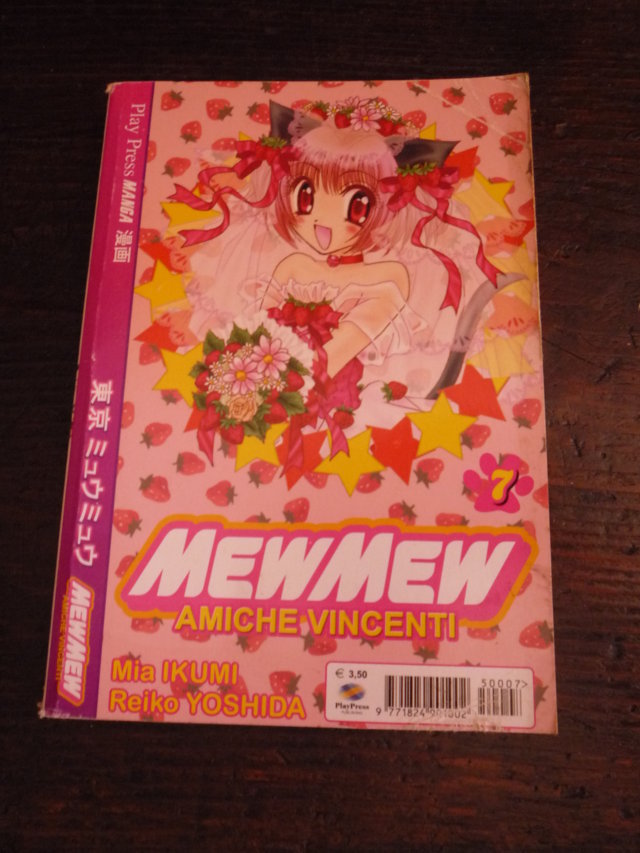 Play Press MANGA 漫画
東京 ミュウミュウ
MEWMEW
AMICHE VINCENTI
7
MEWMEW
AMICHE VINCENTI
Mia IKUMI
Reiko YOSHIDA
€ 3,50
PlayPress
50007>